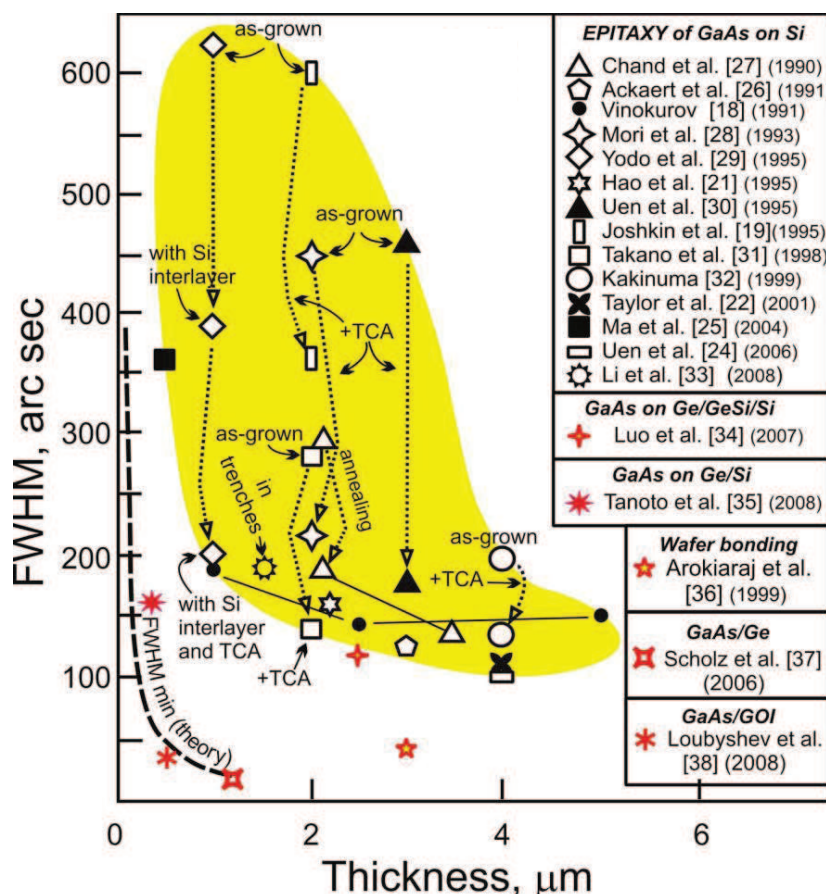 FWHM, arc sec
600
500
400
300
200
100
0
2
4
6
Thickness, μm
as-grown
with Si
interlayer
as-grown
+TCA
as-grown
in
trenches
annealing
as-grown
+TCA
with Si
interlayer
and TCA
+TCA
FWHM min (theory)
EPITAXY of GaAs on Si
Chand et al. [27] (1990)
Ackaert et al. [26] (1991
Vinokurov [18] (1991)
Mori et al. [28] (1993)
Yodo et al. [29] (1995)
Hao et al. [21] (1995)
Uen et al. [30] (1995)
Joshkin et al. [19](1995)
Takano et al. [31] (1998)
Kakinuma [32] (1999)
Taylor et al. [22] (2001)
Ma et al. [25] (2004)
Uen et al. [24] (2006)
Li et al. [33] (2008)
GaAs on Ge/GeSi/Si
Luo et al. [34] (2007)
GaAs on Ge/Si
Tanoto et al. [35] (2008)
Wafer bonding
Arokiaraj et al.
[36] (1999)
GaAs/Ge
Scholz et al. [37]
(2006)
GaAs/GOI
Loubyshev et al.
[38] (2008)